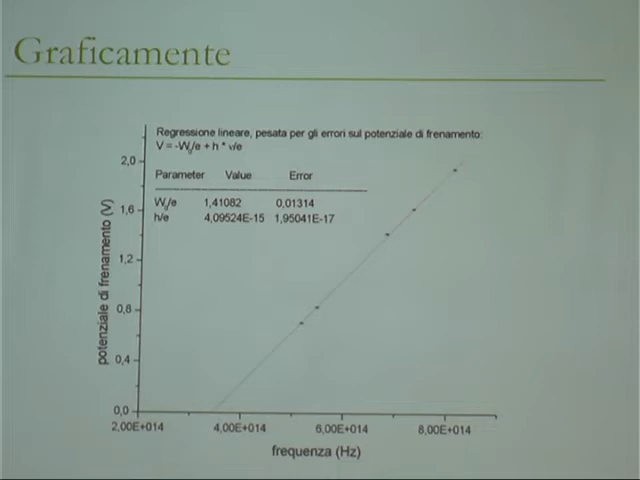 Graficamente
Regressione lineare, pesata per gli errori sul potenziale di frenamento:
V = -W₀/e + h * ν/e
Parameter Value Error
W₀/e 1,41082 0,01314
h/e 4,09524E-15 1,95041E-17
potenziale di frenamento (V)
2,0
1,6
1,2
0,8
0,4
0,0
2,00E+014 4,00E+014 6,00E+014 8,00E+014
frequenza (Hz)